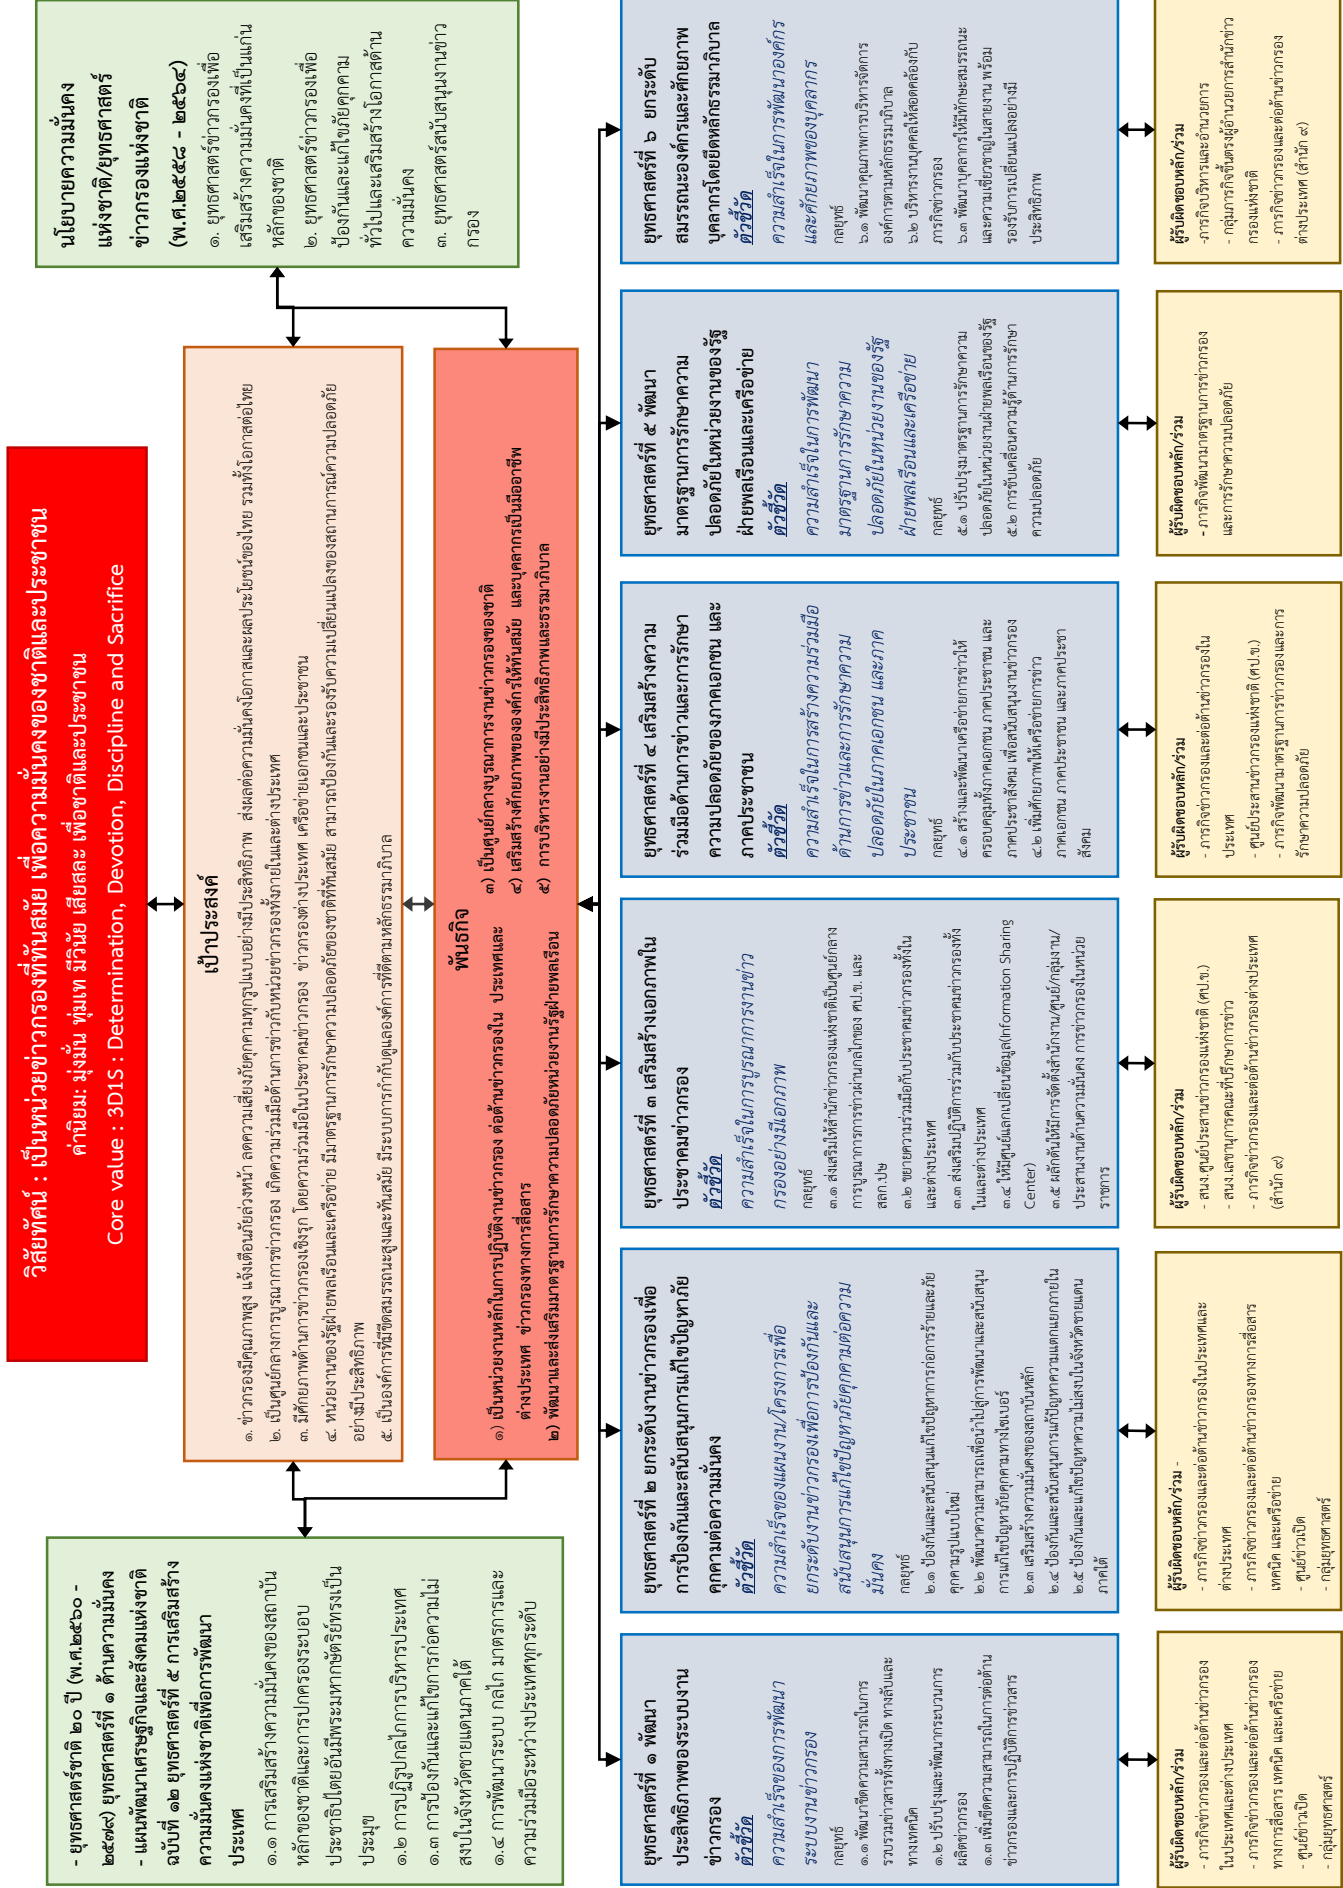 วิสัยทัศน์ : เป็นหน่วยข่าวกรองที่ทันสมัย เพื่อความมั่นคงของชาติและประชาชน
ค่านิยม: มุ่งมั่น ทุ่มเท มีวินัย เสียสละ เพื่อชาติและประชาชน
Core value : 3D1S : Determination, Devotion, Discipline and Sacrifice
- ยุทธศาสตร์ชาติ ๒๐ ปี (พ.ศ.๒๕๖๐ -
๒๕๗๙) ยุทธศาสตร์ที่ ๑ ด้านความมั่นคง
- แผนพัฒนาเศรษฐกิจและสังคมแห่งชาติ
ฉบับที่ ๑๒ ยุทธศาสตร์ที่ ๕ การเสริมสร้าง
ความมั่นคงแห่งชาติเพื่อการพัฒนา
ประเทศ
๑.๑ การเสริมสร้างความมั่นคงของสถาบัน
หลักของชาติและการปกครองระบอบ
ประชาธิปไตยอันมีพระมหากษัตริย์ทรงเป็น
ประมุข
๑.๒ การปฏิรูปกลไกการบริหารประเทศ
๑.๓ การป้องกันและแก้ไขการก่อความไม่
สงบในจังหวัดชายแดนภาคใต้
๑.๔ การพัฒนาระบบ กลไก มาตรการและ
ความร่วมมือระหว่างประเทศทุกระดับ
เป้าประสงค์
๑. ข่าวกรองมีคุณภาพสูง แจ้งเตือนภัยล่วงหน้า ลดความเสี่ยงภัยคุกคามทุกรูปแบบอย่างมีประสิทธิภาพ ส่งผลต่อความมั่นคงโอกาสและผลประโยชน์ของไทย รวมทั้งโอกาสต่อไทย
๒. เป็นศูนย์กลางการบูรณาการข่าวกรอง เกิดความร่วมมือด้านการข่าวกับหน่วยข่าวกรองทั้งภายในและต่างประเทศ
๓. มีศักยภาพด้านการข่าวกรองเชิงรุก โดยความร่วมมือในประชาคมข่าวกรอง ข่าวกรองต่างประเทศ เครือข่ายเอกชนและประชาชน
๔. หน่วยงานของรัฐฝ่ายพลเรือนและเครือข่าย มีมาตรฐานการรักษาความปลอดภัยของชาติที่ทันสมัย สามารถป้องกันและรองรับความเปลี่ยนแปลงของสถานการณ์ความปลอดภัย
อย่างมีประสิทธิภาพ
๕. เป็นองค์การที่มีขีดสมรรถนะสูงและทันสมัย มีระบบการกำกับดูแลองค์การที่ดีตามหลักธรรมาภิบาล
นโยบายความมั่นคง
แห่งชาติ/ยุทธศาสตร์
ข่าวกรองแห่งชาติ
(พ.ศ.๒๕๕๘ - ๒๕๖๔)
๑. ยุทธศาสตร์ข่าวกรองเพื่อ
เสริมสร้างความมั่นคงที่เป็นแก่น
หลักของชาติ
๒. ยุทธศาสตร์ข่าวกรองเพื่อ
ป้องกันและแก้ไขภัยคุกคาม
ทั่วไปและเสริมสร้างโอกาสด้าน
ความมั่นคง
๓. ยุทธศาสตร์สนับสนุนงานข่าว
กรอง
พันธกิจ
๑) เป็นหน่วยงานหลักในการปฏิบัติงานข่าวกรอง ต่อต้านข่าวกรองใน ประเทศและ
ต่างประเทศ ข่าวกรองทางการสื่อสาร
๒) พัฒนาและส่งเสริมมาตรฐานการรักษาความปลอดภัยหน่วยงานรัฐฝ่ายพลเรือน
๓) เป็นศูนย์กลางบูรณาการงานข่าวกรองของชาติ
๔) เสริมสร้างศักยภาพขององค์กรให้ทันสมัย และบุคลากรเป็นมืออาชีพ
๕) การบริหารงานอย่างมีประสิทธิภาพและธรรมาภิบาล
ยุทธศาสตร์ที่ ๑ พัฒนา
ประสิทธิภาพของระบบงาน
ข่าวกรอง
ตัวชี้วัด
ความสำเร็จของการพัฒนา
ระบบงานข่าวกรอง
กลยุทธ์
๑.๑ พัฒนาขีดความสามารถในการ
รวบรวมข่าวสารทั้งทางเปิด ทางลับและ
ทางเทคนิค
๑.๒ ปรับปรุงและพัฒนากระบวนการ
ผลิตข่าวกรอง
๑.๓ เพิ่มขีดความสามารถในการต่อต้าน
ข่าวกรองและการปฏิบัติการข่าวสาร
ยุทธศาสตร์ที่ ๒ ยกระดับงานข่าวกรองเพื่อ
การป้องกันและสนับสนุนการแก้ไขปัญหาภัย
คุกคามต่อความมั่นคง
ตัวชี้วัด
ความสำเร็จของแผนงาน/โครงการเพื่อ
ยกระดับงานข่าวกรองเพื่อการป้องกันและ
สนับสนุนการแก้ไขปัญหาภัยคุกคามต่อความ
มั่นคง
กลยุทธ์
๒.๑ ป้องกันและสนับสนุนแก้ไขปัญหาการก่อการร้ายและภัย
คุกคามรูปแบบใหม่
๒.๒ พัฒนาความสามารถเพื่อนำไปสู่การพัฒนาและสนับสนุน
การแก้ไขปัญหาภัยคุกคามทางไซเบอร์
๒.๓ เสริมสร้างความมั่นคงของสถาบันหลัก
๒.๔ ป้องกันและสนับสนุนการแก้ปัญหาความแตกแยกภายใน
๒.๕ ป้องกันและแก้ไขปัญหาความไม่สงบในจังหวัดชายแดน
ภาคใต้
ยุทธศาสตร์ที่ ๓ เสริมสร้างเอกภาพใน
ประชาคมข่าวกรอง
ตัวชี้วัด
ความสำเร็จในการบูรณาการงานข่าว
กรองอย่างมีเอกภาพ
กลยุทธ์
๓.๑ ส่งเสริมให้สำนักข่าวกรองแห่งชาติเป็นศูนย์กลาง
การบูรณาการการข่าวผ่านกลไกของ ศป.ข. และ
สลก.ปษ
๓.๒ ขยายความร่วมมือกับประชาคมข่าวกรองทั้งใน
และต่างประเทศ
๓.๓ ส่งเสริมปฏิบัติการร่วมกับประชาคมข่าวกรองทั้ง
ในและต่างประเทศ
๓.๔ ให้มีศูนย์แลกเปลี่ยนข้อมูล(Information Sharing
Center)
๓.๕ ผลักดันให้มีการจัดตั้งสำนักงาน/ศูนย์/กลุ่มงาน/
ประสานงานด้านความมั่นคง การข่าวกรองในหน่วย
ราชการ
ยุทธศาสตร์ที่ ๔ เสริมสร้างความ
ร่วมมือด้านการข่าวและการรักษา
ความปลอดภัยของภาคเอกชน และ
ภาคประชาชน
ตัวชี้วัด
ความสำเร็จในการสร้างความร่วมมือ
ด้านการข่าวและการรักษาความ
ปลอดภัยในภาคเอกชน และภาค
ประชาชน
กลยุทธ์
๔.๑ สร้างและพัฒนาเครือข่ายการข่าวให้
ครอบคลุมทั้งภาคเอกชน ภาคประชาชน และ
ภาคประชาสังคม เพื่อสนับสนุนงานข่าวกรอง
๔.๒ เพิ่มศักยภาพให้เครือข่ายการข่าว
ภาคเอกชน ภาคประชาชน และภาคประชา
สังคม
ยุทธศาสตร์ที่ ๕ พัฒนา
มาตรฐานการรักษาความ
ปลอดภัยในหน่วยงานของรัฐ
ฝ่ายพลเรือนและเครือข่าย
ตัวชี้วัด
ความสำเร็จในการพัฒนา
มาตรฐานการรักษาความ
ปลอดภัยในหน่วยงานของรัฐ
ฝ่ายพลเรือนและเครือข่าย
กลยุทธ์
๕.๑ ปรับปรุงมาตรฐานการรักษาความ
ปลอดภัยในหน่วยงานฝ่ายพลเรือนของรัฐ
๕.๒ การขับเคลื่อนความรู้ด้านการรักษา
ความปลอดภัย
ยุทธศาสตร์ที่ ๖ ยกระดับ
สมรรถนะองค์กรและศักยภาพ
บุคลากรโดยยึดหลักธรรมาภิบาล
ตัวชี้วัด
ความสำเร็จในการพัฒนาองค์กร
และศักยภาพของบุคลากร
กลยุทธ์
๖.๑ พัฒนาคุณภาพการบริหารจัดการ
องค์การตามหลักธรรมาภิบาล
๖.๒ บริหารงานบุคคลให้สอดคล้องกับ
ภารกิจข่าวกรอง
๖.๓ พัฒนาบุคลากรให้มีทักษะสมรรถนะ
และความเชี่ยวชาญในสายงาน พร้อม
รองรับการเปลี่ยนแปลงอย่างมี
ประสิทธิภาพ
ผู้รับผิดชอบหลัก/ร่วม
- ภารกิจข่าวกรองและต่อต้านข่าวกรอง
ในประเทศและต่างประเทศ
- ภารกิจข่าวกรองและต่อต้านข่าวกรอง
ทางการสื่อสาร เทคนิค และเครือข่าย
- ศูนย์ข่าวเปิด
- กลุ่มยุทธศาสตร์
ผู้รับผิดชอบหลัก/ร่วม -
- ภารกิจข่าวกรองและต่อต้านข่าวกรองในประเทศและ
ต่างประเทศ
- ภารกิจข่าวกรองและต่อต้านข่าวกรองทางการสื่อสาร
เทคนิค และเครือข่าย
- ศูนย์ข่าวเปิด
- กลุ่มยุทธศาสตร์
ผู้รับผิดชอบหลัก/ร่วม
- สนง.ศูนย์ประสานข่าวกรองแห่งชาติ (ศป.ข.)
- สนง.เลขานุการคณะที่ปรึกษาการข่าว
- ภารกิจข่าวกรองและต่อต้านข่าวกรองต่างประเทศ
(สำนัก ๙)
ผู้รับผิดชอบหลัก/ร่วม
- ภารกิจข่าวกรองและต่อต้านข่าวกรองใน
ประเทศ
- ศูนย์ประสานข่าวกรองแห่งชาติ (ศป.ข.)
- ภารกิจพัฒนามาตรฐานการข่าวกรองและการ
รักษาความปลอดภัย
ผู้รับผิดชอบหลัก/ร่วม
- ภารกิจพัฒนามาตรฐานการข่าวกรอง
และการรักษาความปลอดภัย
ผู้รับผิดชอบหลัก/ร่วม
-ภารกิจบริหารและอำนวยการ
- กลุ่มภารกิจขึ้นตรงผู้อำนวยการสำนักข่าว
กรองแห่งชาติ
- ภารกิจข่าวกรองและต่อต้านข่าวกรอง
ต่างประเทศ (สำนัก ๙)